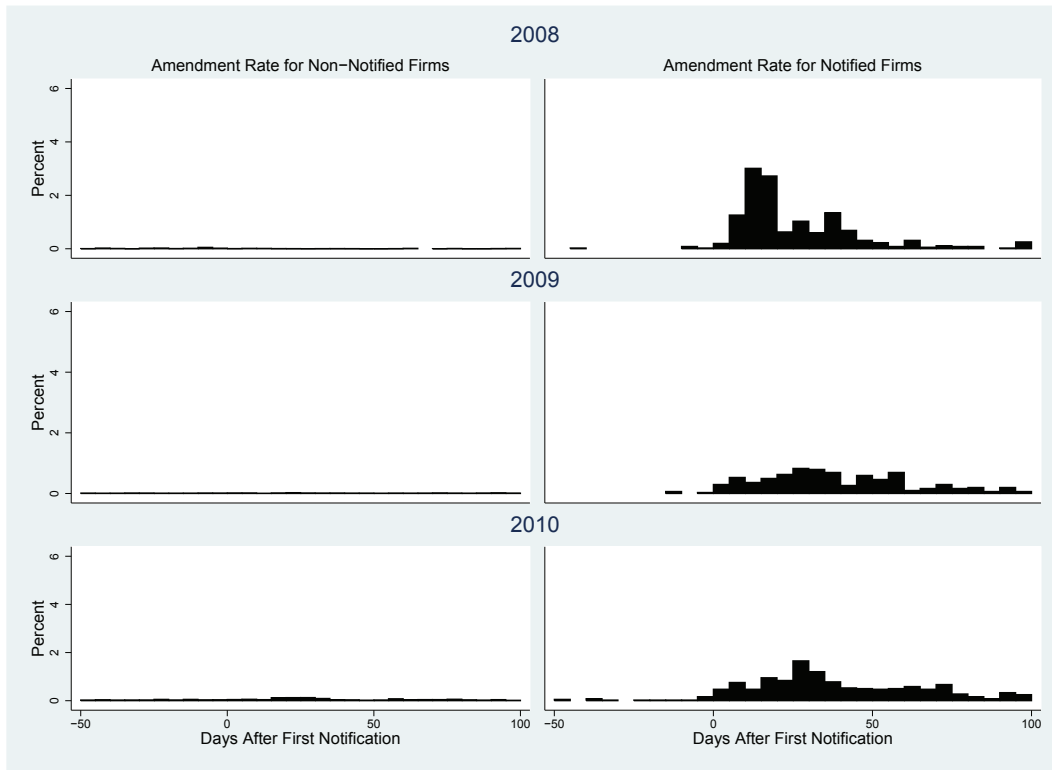 2008
Amendment Rate for Non−Notified Firms
Amendment Rate for Notified Firms
Percent
6
4
2
0
2009
Percent
6
4
2
0
2010
Percent
6
4
2
0
−50 0 50 100
−50 0 50 100
Days After First Notification
Days After First Notification